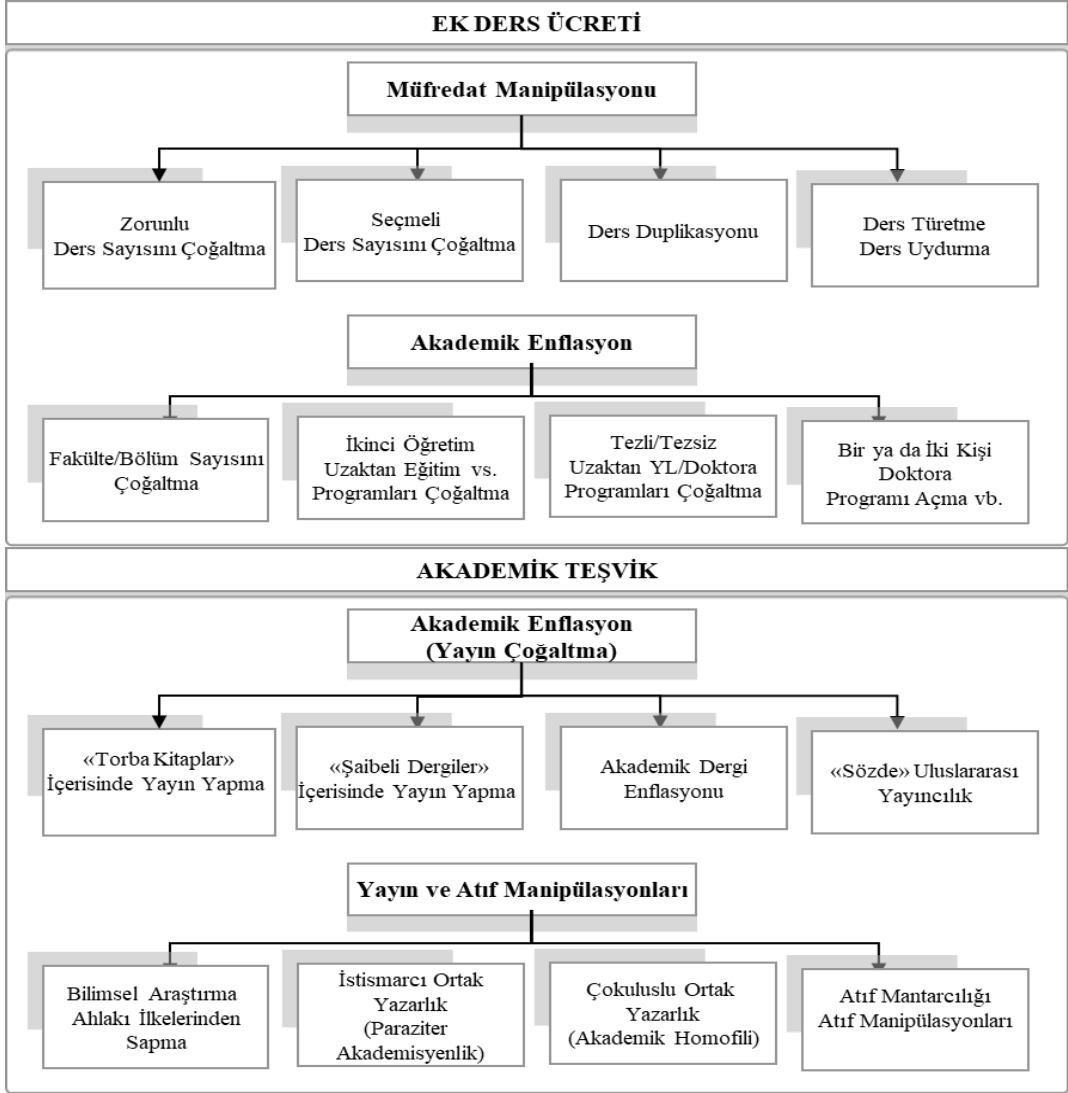 EK DERS ÜCRETİ
Müfredat Manipülasyonu
Zorunlu
Ders Sayısını Çoğaltma
Seçmeli
Ders Sayısını Çoğaltma
Ders Duplikasyonu
Ders Türetme
Ders Uydurma
Akademik Enflasyon
Fakülte/Bölüm Sayısını
Çoğaltma
İkinci Öğretim
Uzaktan Eğitim vs.
Programları Çoğaltma
Tezli/Tezsiz
Uzaktan YL/Doktora
Programları Çoğaltma
Bir ya da İki Kişi
Doktora
Programı Açma vb.
AKADEMİK TEŞVİK
Akademik Enflasyon
(Yayın Çoğaltma)
«Torba Kitaplar»
İçerisinde Yayın Yapma
«Şaibeli Dergiler»
İçerisinde Yayın Yapma
Akademik Dergi
Enflasyonu
«Sözde» Uluslararası
Yayıncılık
Yayın ve Atıf Manipülasyonları
Bilimsel Araştırma
Ahlakı İlkelerinden
Sapma
İstismarcı Ortak
Yazarlık
(Paraziter
Akademisyenlik)
Çokuluslu Ortak
Yazarlık
(Akademik Homofili)
Atıf Mantarcılığı
Atıf Manipülasyonları